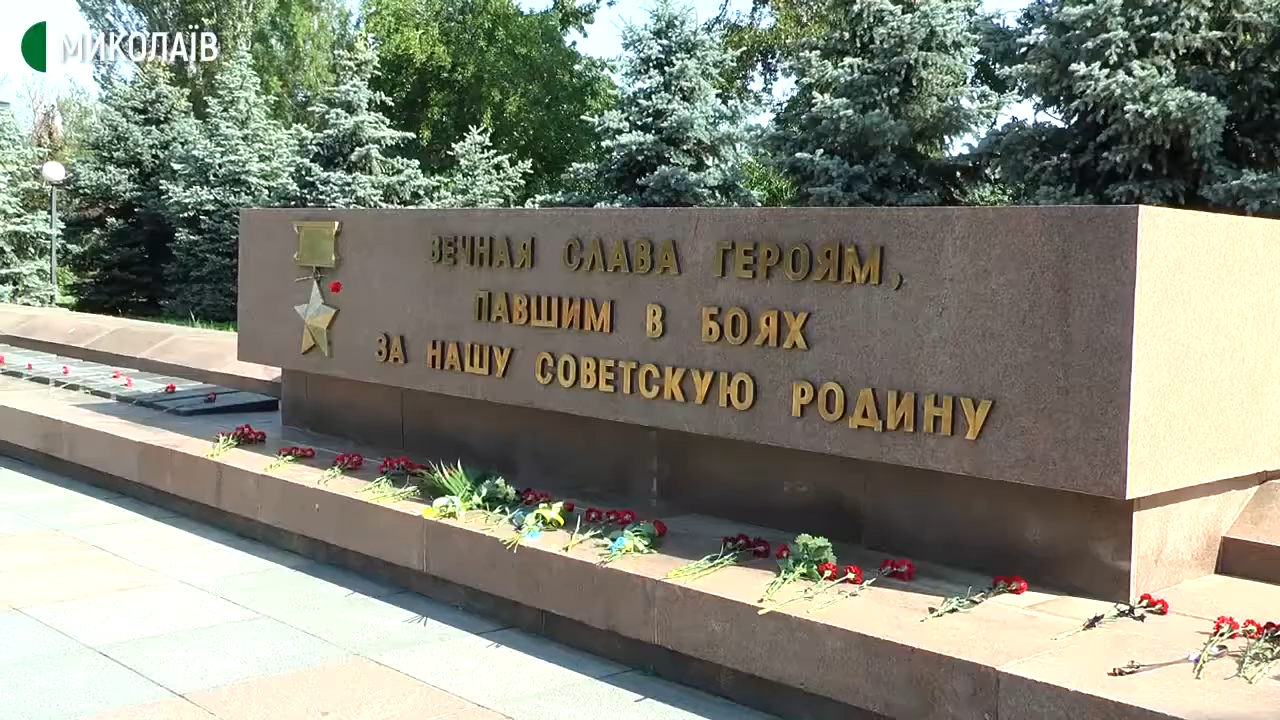 МИКОЛАЇВ
ВЕЧНАЯ СЛАВА ГЕРОЯМ,
ПАВШИМ В БОЯХ
ЗА НАШУ СОВЕТСКУЮ РОДИНУ